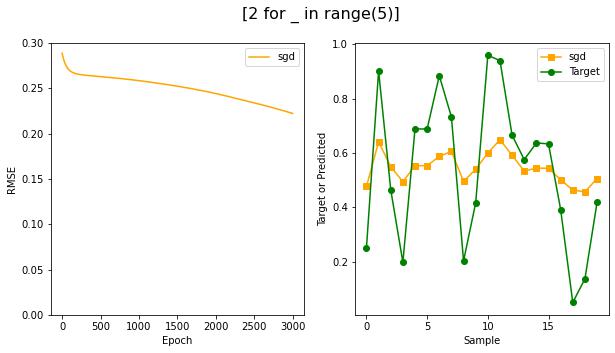 [2 for _ in range(5)]
0.30
0.25
0.20
0.15
0.10
0.05
0.00
RMSE
0 500 1000 1500 2000 2500 3000
Epoch
sgd
1.0
0.8
0.6
0.4
0.2
Target or Predicted
0 5 10 15
Sample
sgd
Target